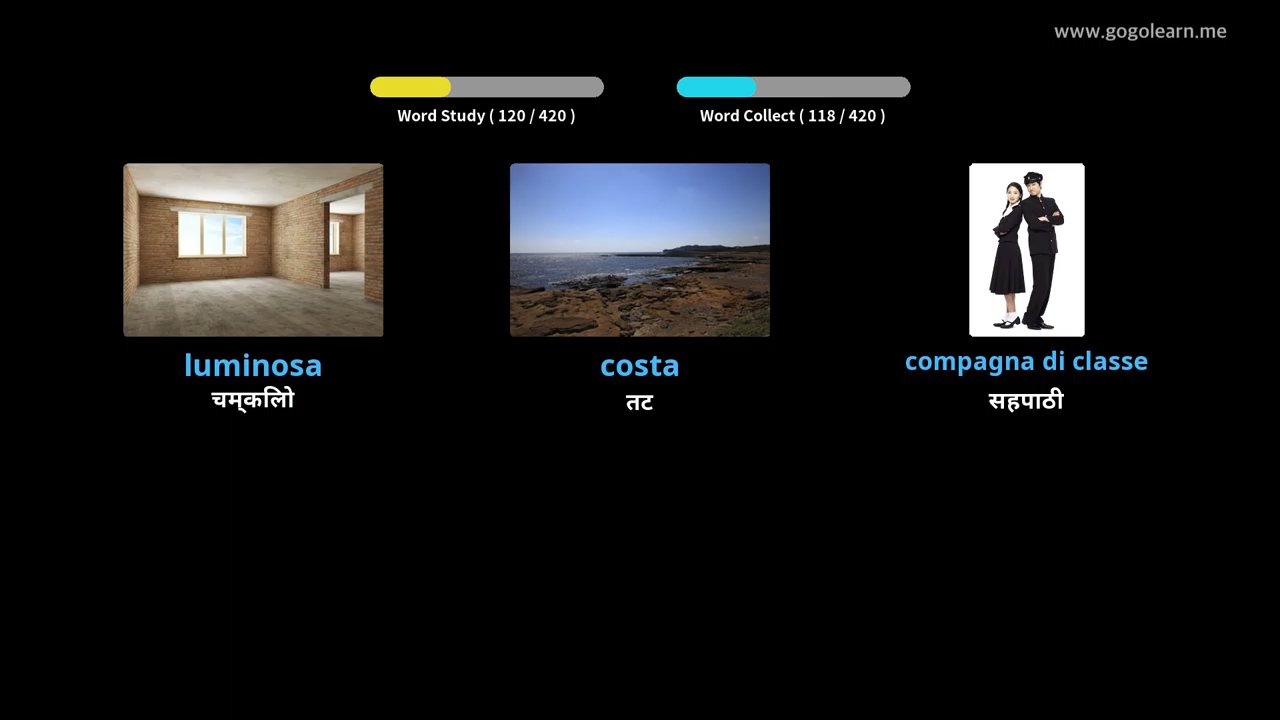 www.gogolearn.me
Word Study ( 120 / 420 )
Word Collect ( 118 / 420 )
luminosa
costa
compagna di classe
चम्किलो
तट
सहपाठी